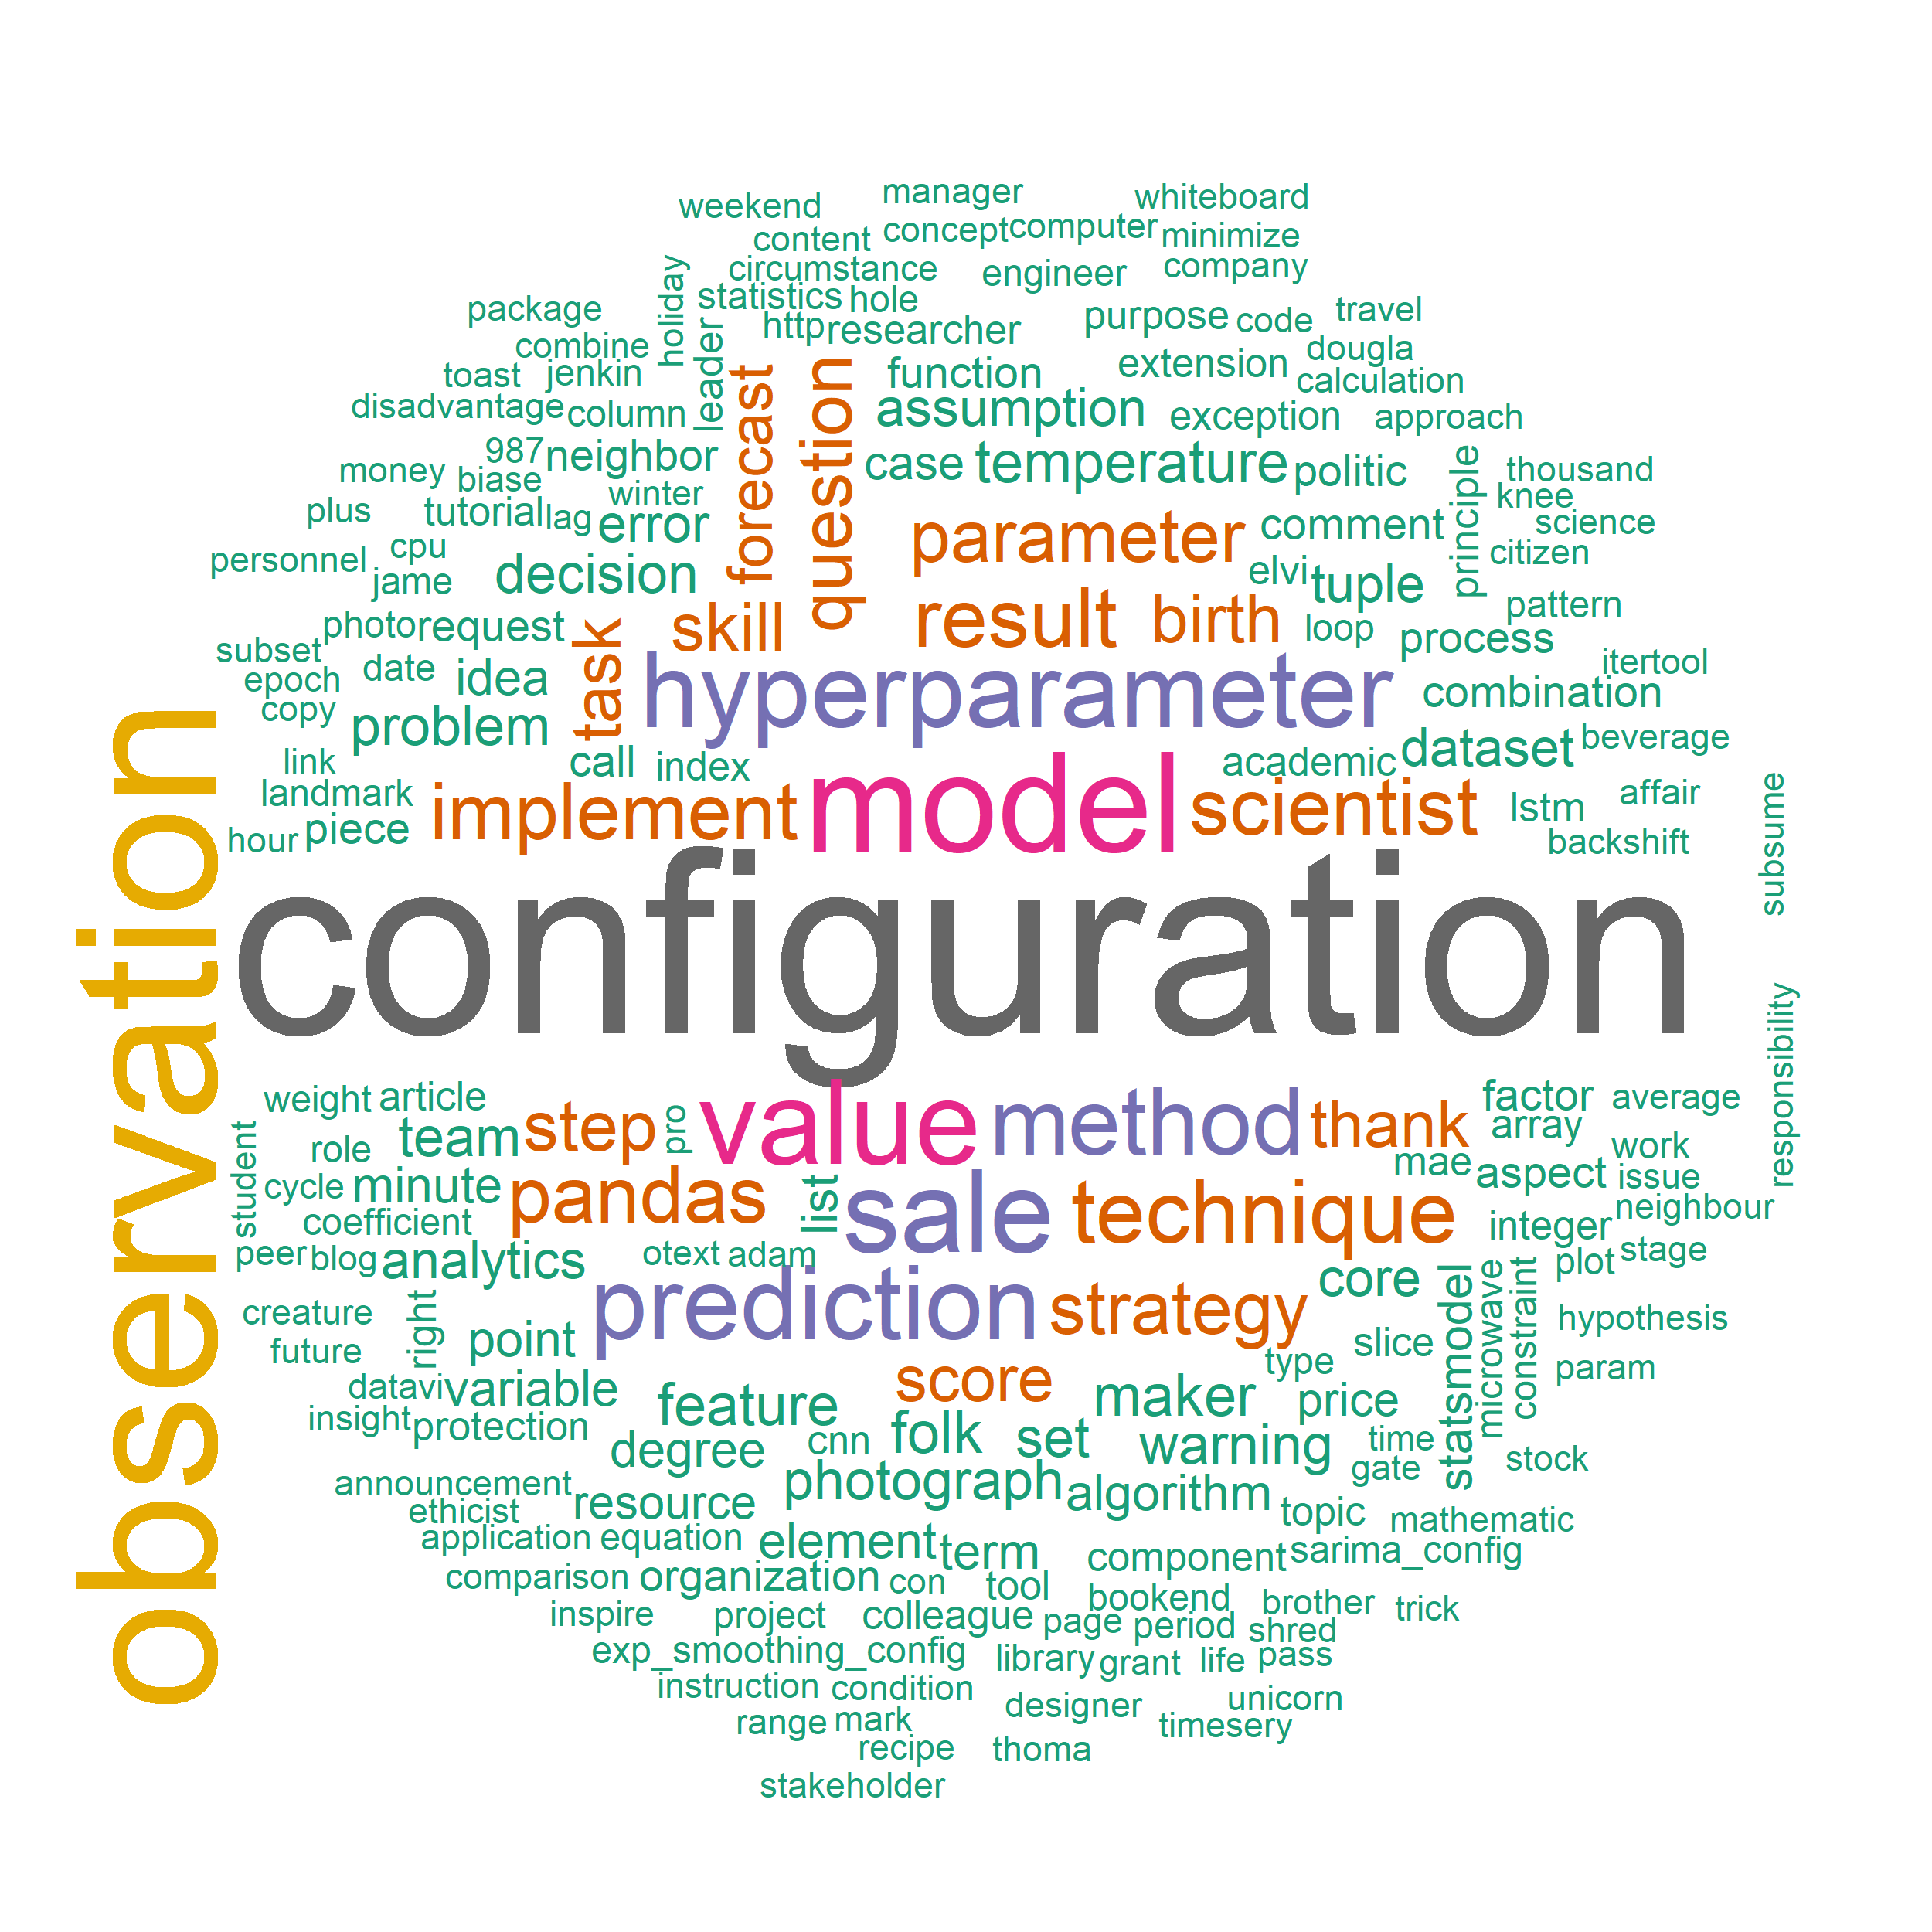 weekend
manager
whiteboard
content
concept
computer
minimize
circumstance
engineer
company
holiday
statistics
hole
package
leader
http
researcher
purpose
code
travel
combine
dougla
toast
jenkin
forecast
question
function
extension
calculation
disadvantage
column
assumption
exception
approach
987
neighbor
case
temperature
politic
principle
thousand
money
biase
winter
knee
plus
tutorial
lag
error
parameter
comment
science
personnel
cpu
jame
decision
elvi
tuple
citizen
photo
request
task
skill
result
birth
loop
process
pattern
subset
epoch
date
idea
hyperparameter
combination
itertool
copy
problem
link
call
index
academic
dataset
beverage
landmark
model
affair
hour
piece
implement
scientist
lstm
backshift
subsume
observation
configuration
responsibility
weight
article
value
method
factor
average
student
role
team
step
pro
thank
array
work
cycle
minute
pandas
list
sale
technique
mae
aspect
issue
coefficient
integer
neighbour
peer
blog
analytics
otext
adam
stage
plot
creature
right
prediction
strategy
core
statsmodel
microwave
constraint
hypothesis
future
point
slice
type
param
datavi
variable
score
maker
price
insight
protection
feature
folk
set
warning
time
degree
cnn
gate
stock
announcement
photograph
algorithm
ethicist
resource
topic
mathematic
application
equation
element
term
component
sarima_config
comparison
organization
con
tool
bookend
brother
trick
inspire
project
colleague
page
period
shred
exp_smoothing_config
library
grant
life
pass
instruction
condition
designer
unicorn
range
mark
timesery
recipe
thoma
stakeholder